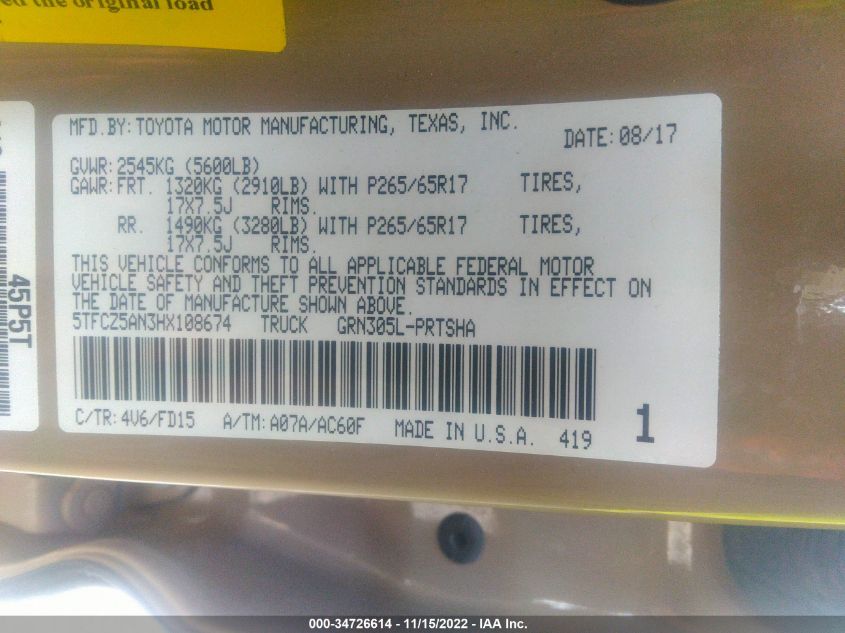 ed the original load
MFD.BY:TOYOTA MOTOR MANUFACTURING, TEXAS, INC.
DATE:08/17
GVWR:2545KG (5600LB)
GAWR:FRT. 1320KG (2910LB) WITH P265/65R17 TIRES,
17X7.5J RIMS.
RR. 1490KG (3280LB) WITH P265/65R17 TIRES,
17X7.5J RIMS.
THIS VEHICLE CONFORMS TO ALL APPLICABLE FEDERAL MOTOR
VEHICLE SAFETY AND THEFT PREVENTION STANDARDS IN EFFECT ON
THE DATE OF MANUFACTURE SHOWN ABOVE.
5TFCZ5AN3HX108674 TRUCK GRN305L-PRTSHA
C/TR:4V6/FD15 A/TM:A07A/AC60F MADE IN U.S.A. 419 1
45P5T
000-34726614 - 11/15/2022 - IAA Inc.